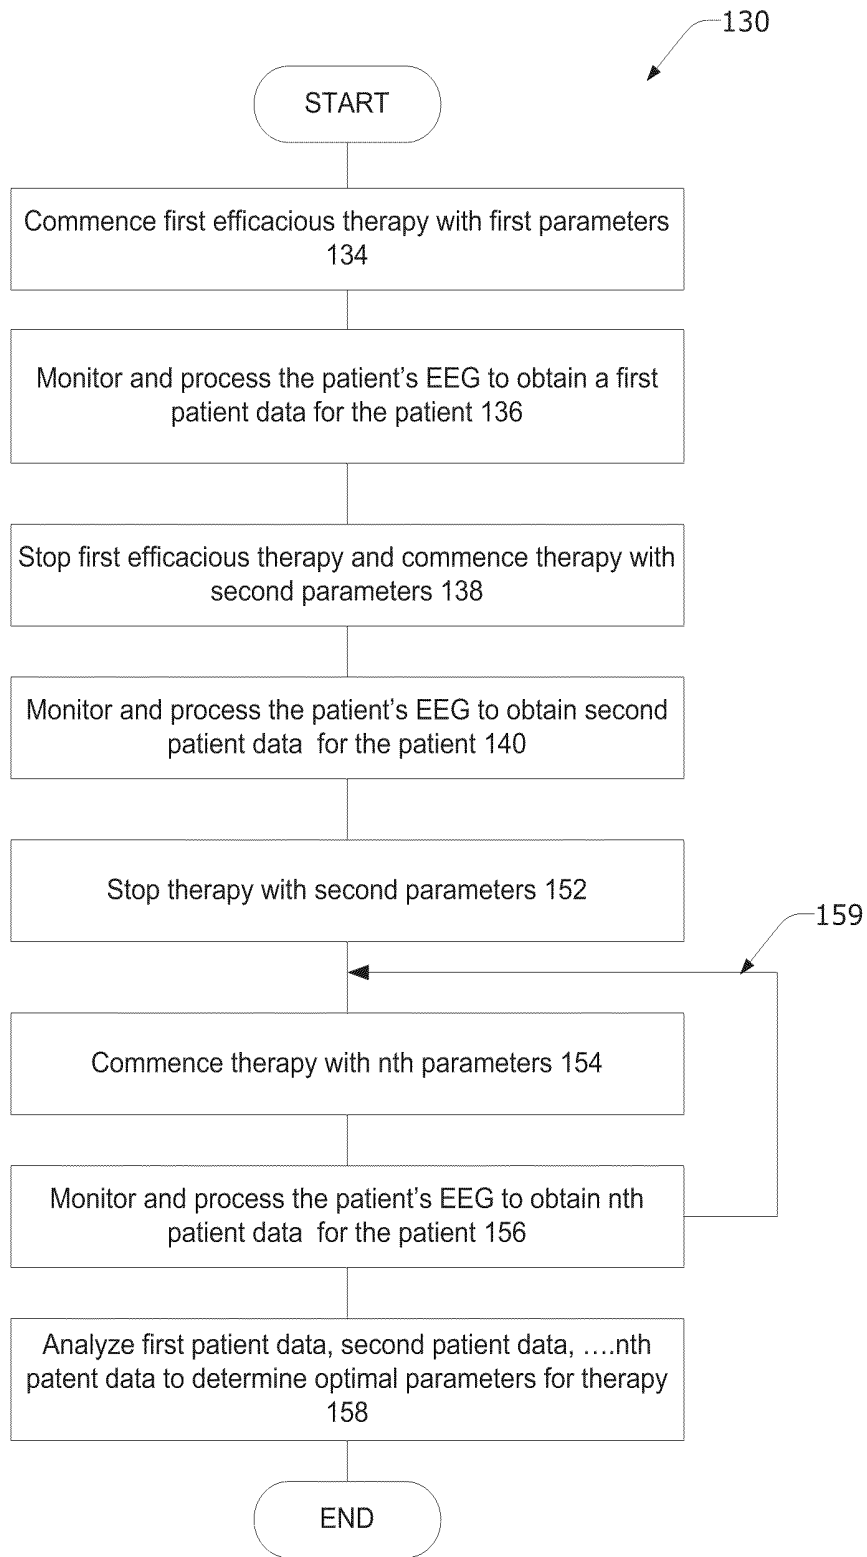 130
START
Commence first efficacious therapy with first parameters
134
Monitor and process the patient's EEG to obtain a first
patient data for the patient 136
Stop first efficacious therapy and commence therapy with
second parameters 138
Monitor and process the patient's EEG to obtain second
patient data for the patient 140
Stop therapy with second parameters 152
159
Commence therapy with nth parameters 154
Monitor and process the patient's EEG to obtain nth
patient data for the patient 156
Analyze first patient data, second patient data, ....nth
patent data to determine optimal parameters for therapy
158
END